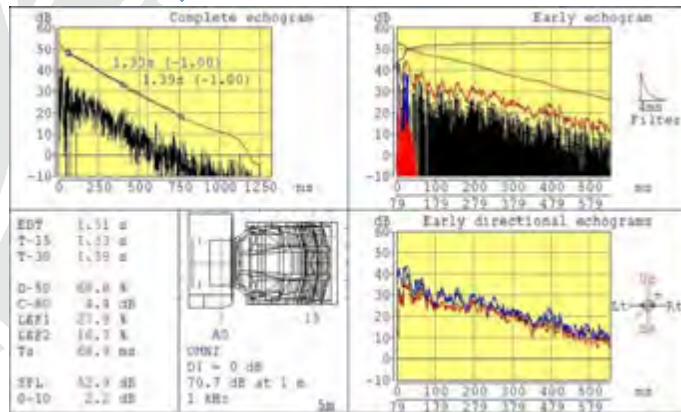 Complete echogram
dB
60
50
40
30
20
10
0
-10
1.33s (-1.00)
1.39s (-1.00)
0 250 500 750 1000 1250 ms
Early echogram
dB
60
50
40
30
20
10
0
-10
4ms
Filter
0 100 200 300 400 500 ms
79 179 279 379 479 579
EDT 1.31 s
T-15 1.33 s
T-30 1.39 s
D-50
C-80 4.4 dB
LEF1 27.9 %
LEF2 16.7 %
Ts 68.9 ms
SPL 52.9 dB
G-10 2.2 dB
A0
OMNI
DI = 0 dB
70.7 dB at 1 m
1 kHz
5m
Early directional echograms
dB
60
50
40
30
20
10
0
-10
Up
Lt
Rt
0 100 200 300 400 500 ms
79 179 279 379 479 579